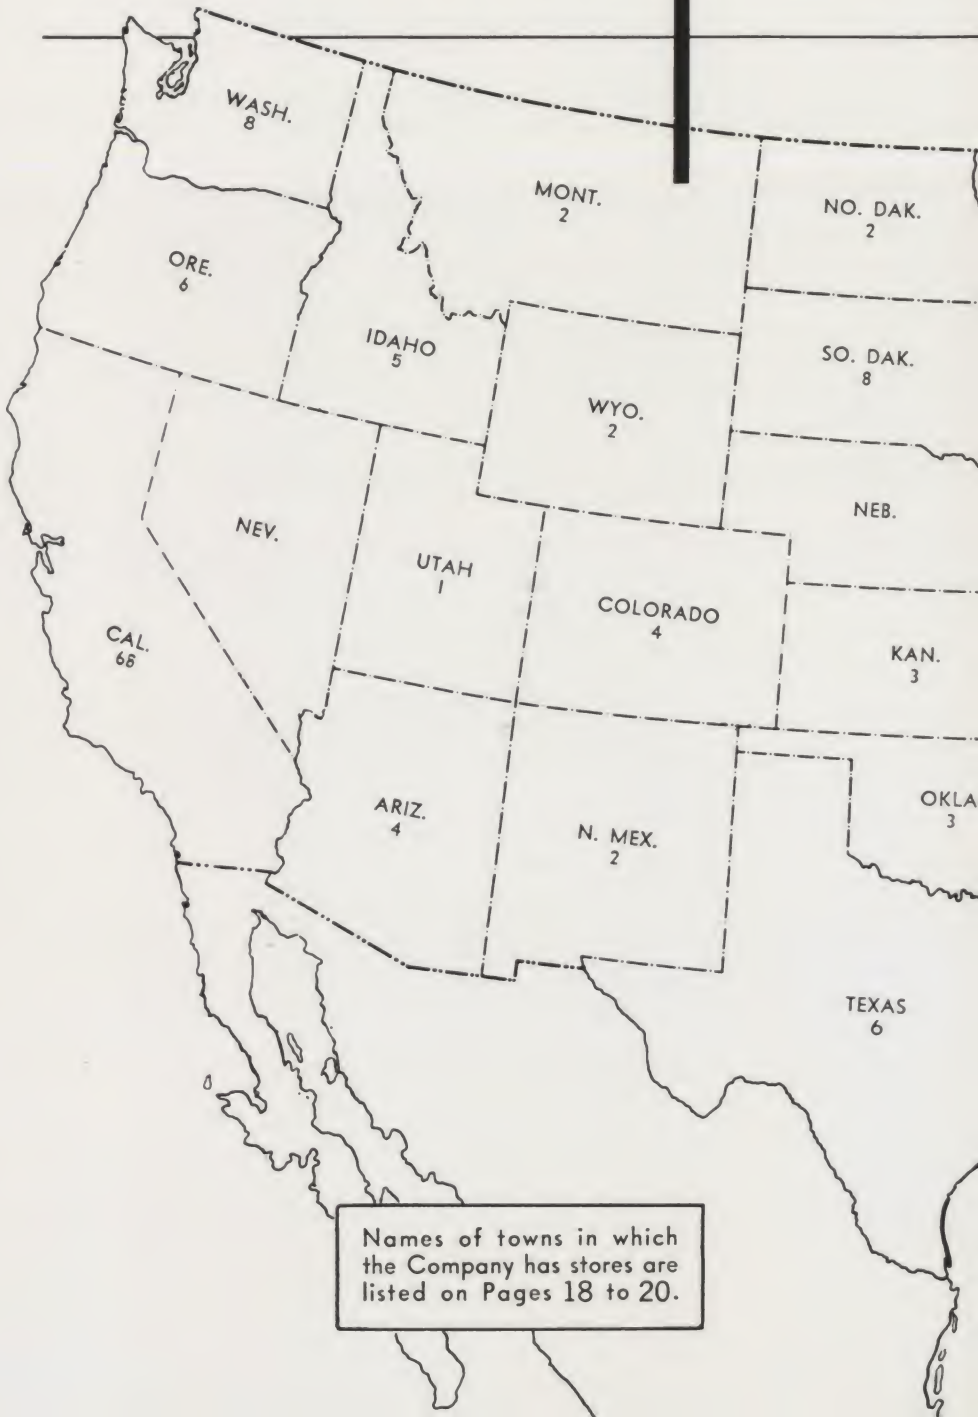 WASH.
8
MONT.
2
NO. DAK.
2
ORE.
6
IDAHO
5
SO. DAK.
8
WYO.
2
NEV.
NEB.
UTAH
1
COLORADO
4
CAL.
68
KAN.
3
ARIZ.
4
N. MEX.
2
OKLA
3
TEXAS
6
Names of towns in which
the Company has stores are
listed on Pages 18 to 20.